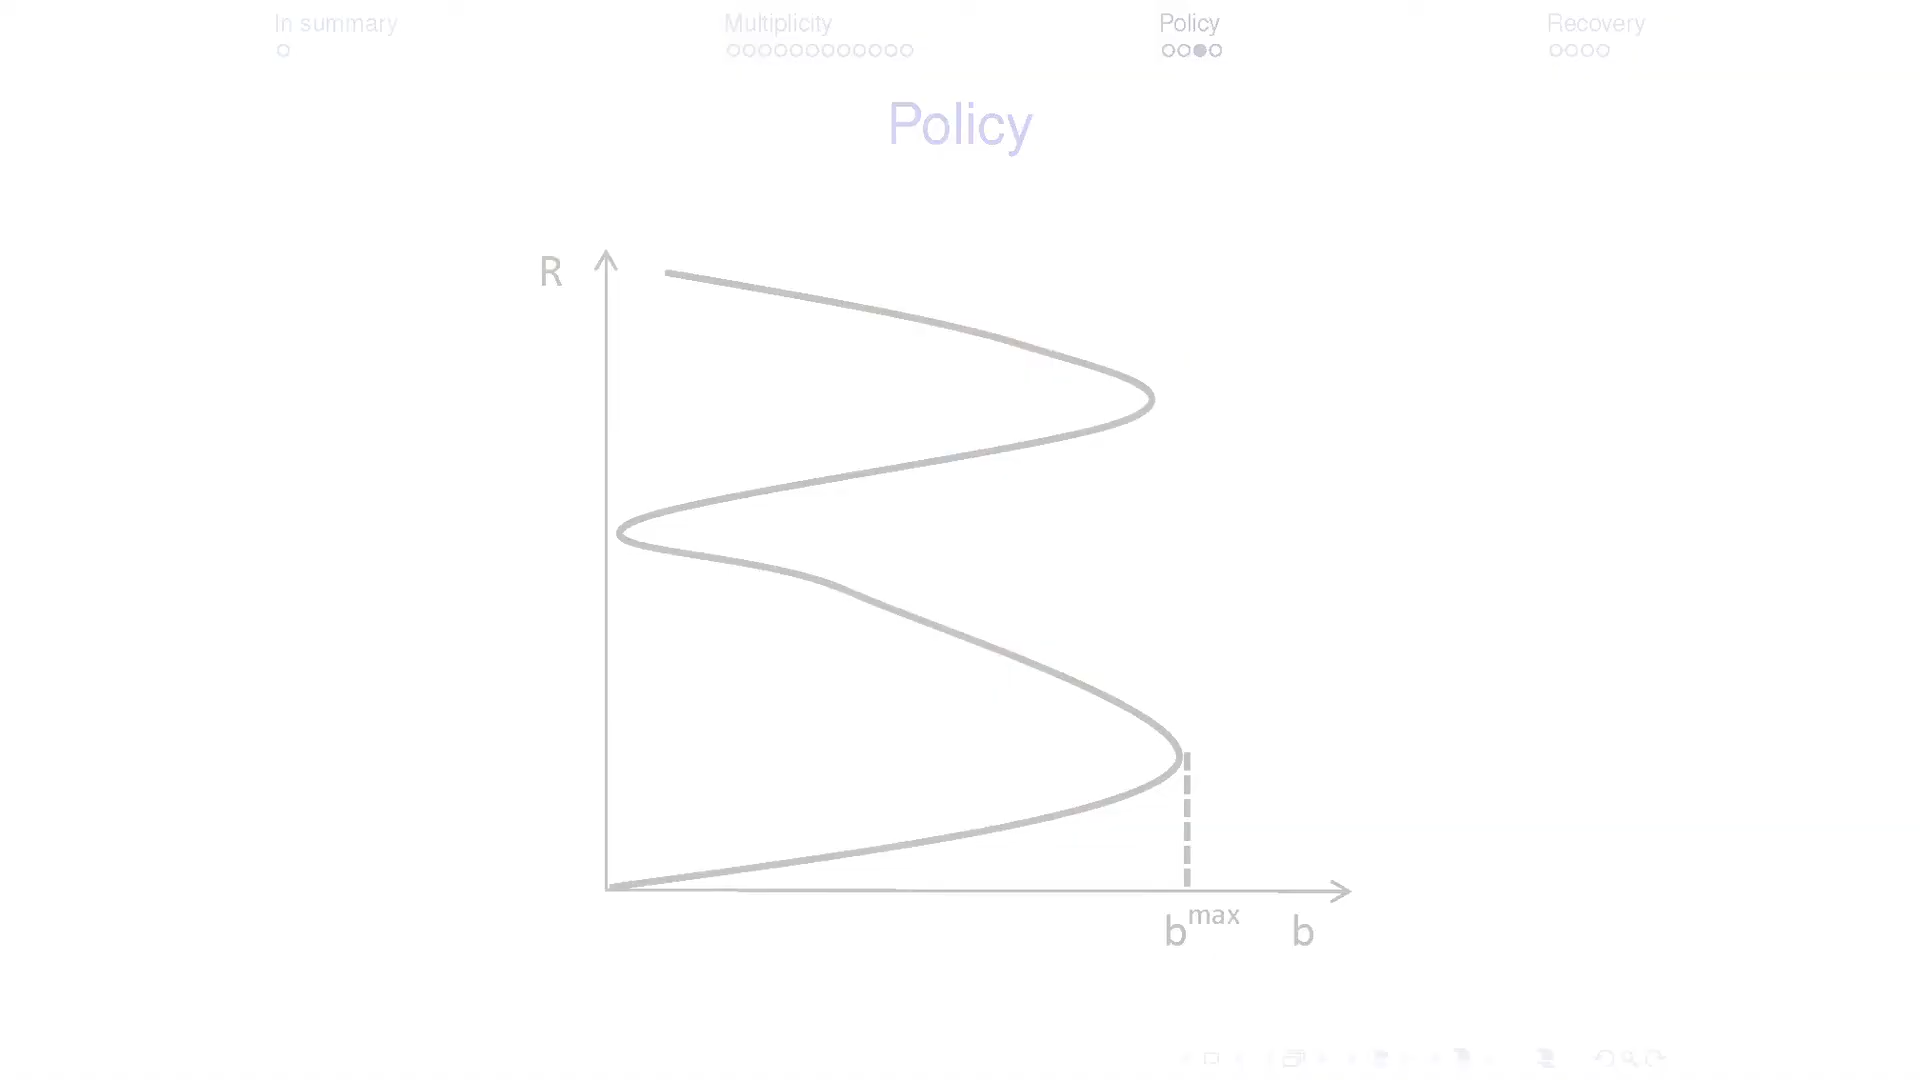 In summary
Multiplicity
Policy
Recovery
Policy
R
b^max
b